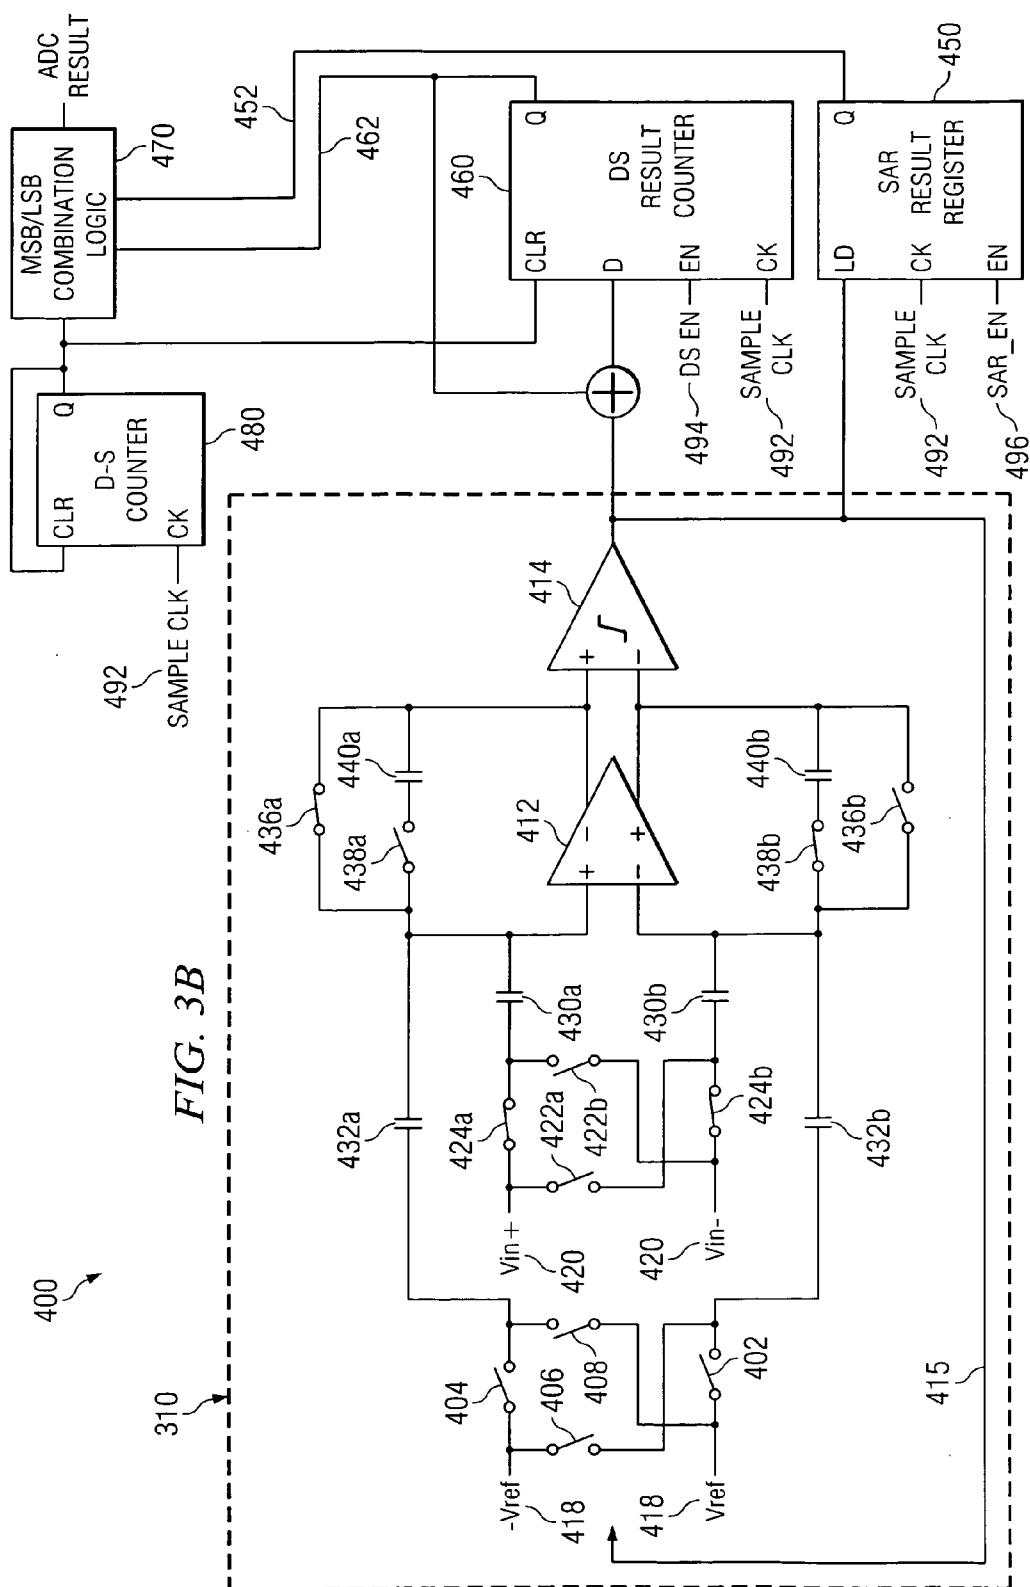 FIG. 3B
400
310
492
SAMPLE CLK
CLR
Q
D-S
COUNTER
CK
480
MSB/LSB
COMBINATION
LOGIC
470
ADC
RESULT
452
462
460
CLR
Q
D
DS
RESULT
COUNTER
EN
CK
494
DS EN
SAMPLE
CLK
492
450
LD
Q
SAR
RESULT
REGISTER
CK
EN
SAMPLE
CLK
492
SAR_EN
496
436a
440a
438a
414
+
-
412
+
-
-
+
432a
430a
424a
422a
422b
Vin+
420
430b
424b
Vin-
420
432b
440b
438b
436b
404
-Vref
418
406
408
402
Vref
418
415